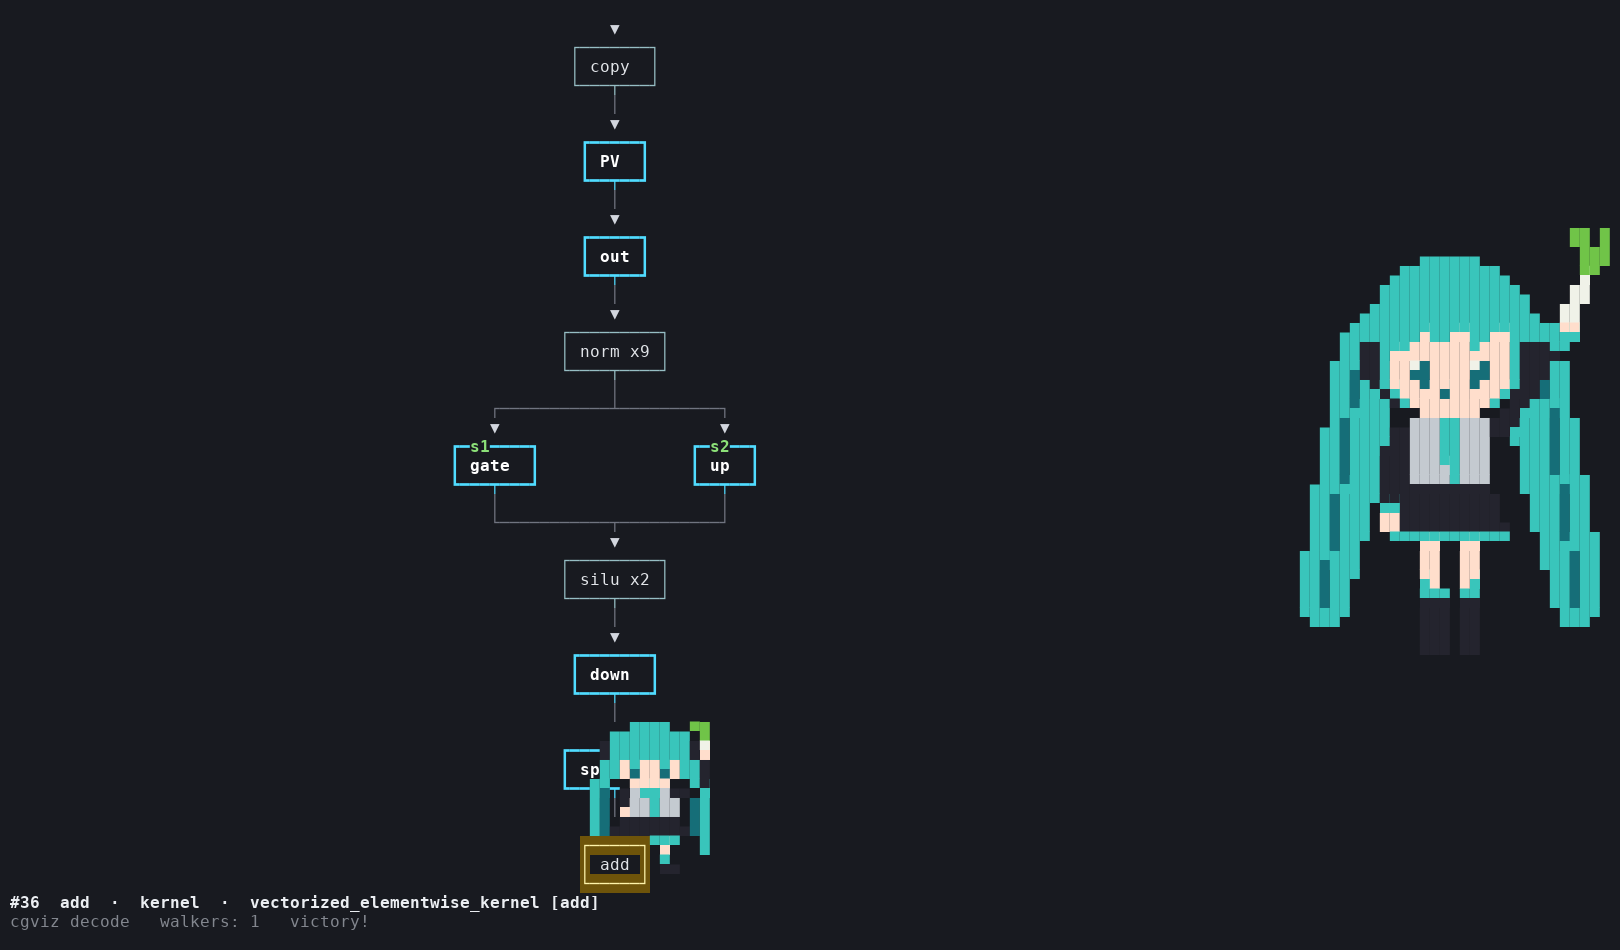 copy
PV
out
norm x9
s1 s2
gate up
silu x2
down
sp
add
#36 add · kernel · vectorized_elementwise_kernel [add]
cgviz decode walkers: 1 victory!